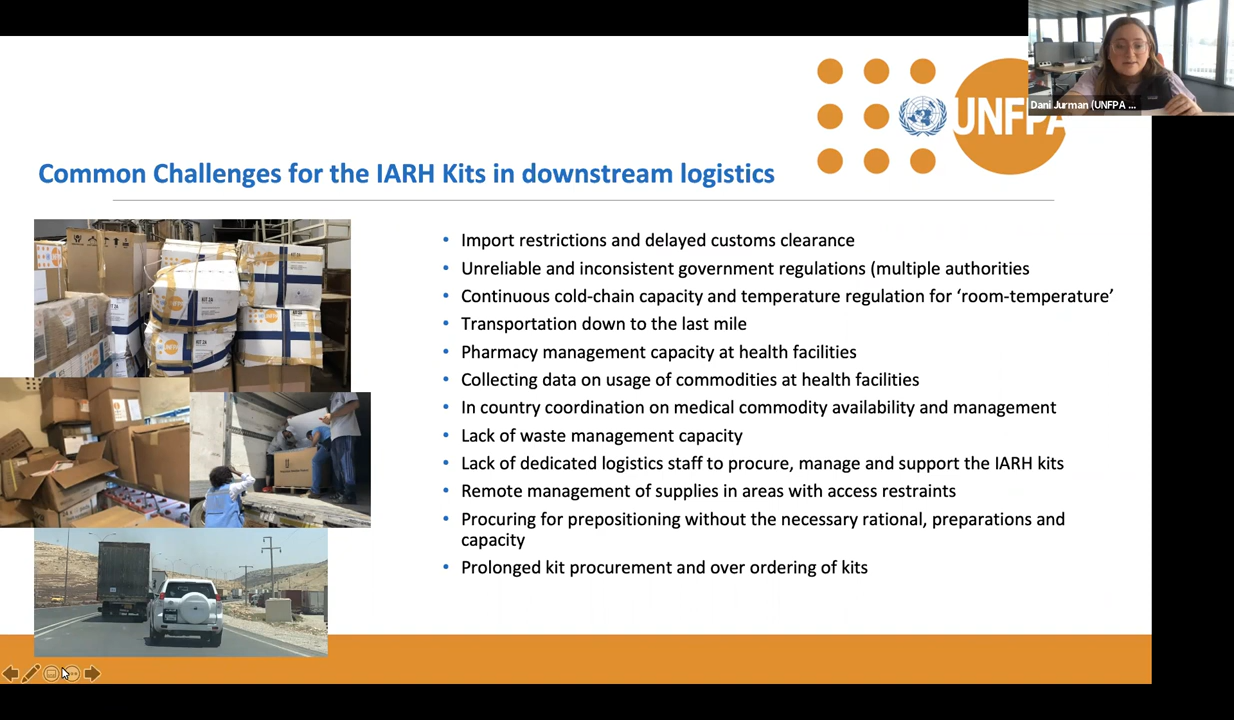 Dani Jurman (UNFPA ...
UNFPA
Common Challenges for the IARH Kits in downstream logistics
• Import restrictions and delayed customs clearance
• Unreliable and inconsistent government regulations (multiple authorities
• Continuous cold-chain capacity and temperature regulation for ‘room-temperature’
• Transportation down to the last mile
• Pharmacy management capacity at health facilities
• Collecting data on usage of commodities at health facilities
• In country coordination on medical commodity availability and management
• Lack of waste management capacity
• Lack of dedicated logistics staff to procure, manage and support the IARH kits
• Remote management of supplies in areas with access restraints
• Procuring for prepositioning without the necessary rational, preparations and
capacity
• Prolonged kit procurement and over ordering of kits
KIT 2A
KIT 2A